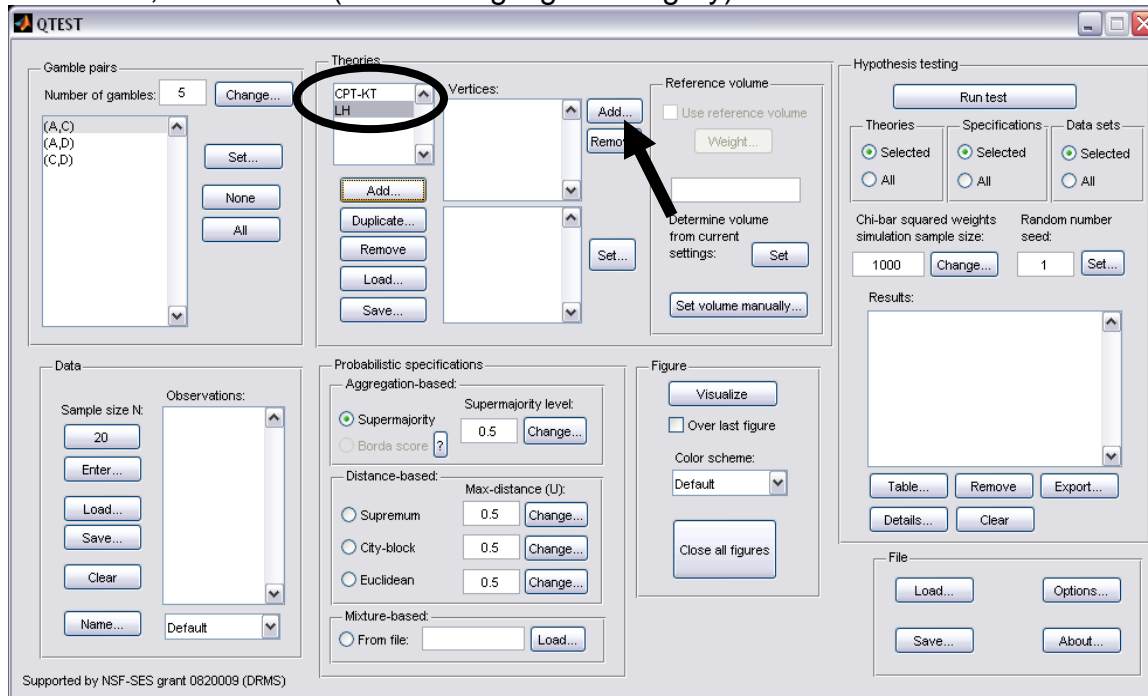 QTEST
Gamble pairs
Number of gambles: 5 Change...
(A,C)
(A,D)
(C,D)
Set...
None
All
Theories
CPT-KT
LH
Add...
Duplicate...
Remove
Load...
Save...
Vertices:
Add...
Set...
Reference volume
Use reference volume
Weight...
Determine volume
from current
settings: Set
Set volume manually...
Hypothesis testing
Run test
Theories
Selected
All
Specifications
Selected
All
Data sets
Selected
All
Chi-bar squared weights
simulation sample size:
1000 Change...
Random number
seed:
1 Set...
Results:
Table... Remove Export...
Details... Clear
Data
Sample size N:
20
Enter...
Load...
Save...
Clear
Name... Default
Observations:
Probabilistic specifications
Aggregation-based:
Supermajority
Borda score ?
Supermajority level:
0.5 Change...
Distance-based:
Max-distance (U):
Supremum 0.5 Change...
City-block 0.5 Change...
Euclidean 0.5 Change...
Mixture-based:
From file: Load...
Figure
Visualize
Over last figure
Color scheme:
Default
Close all figures
File
Load... Options...
Save... About...
Supported by NSF-SES grant 0820009 (DRMS)